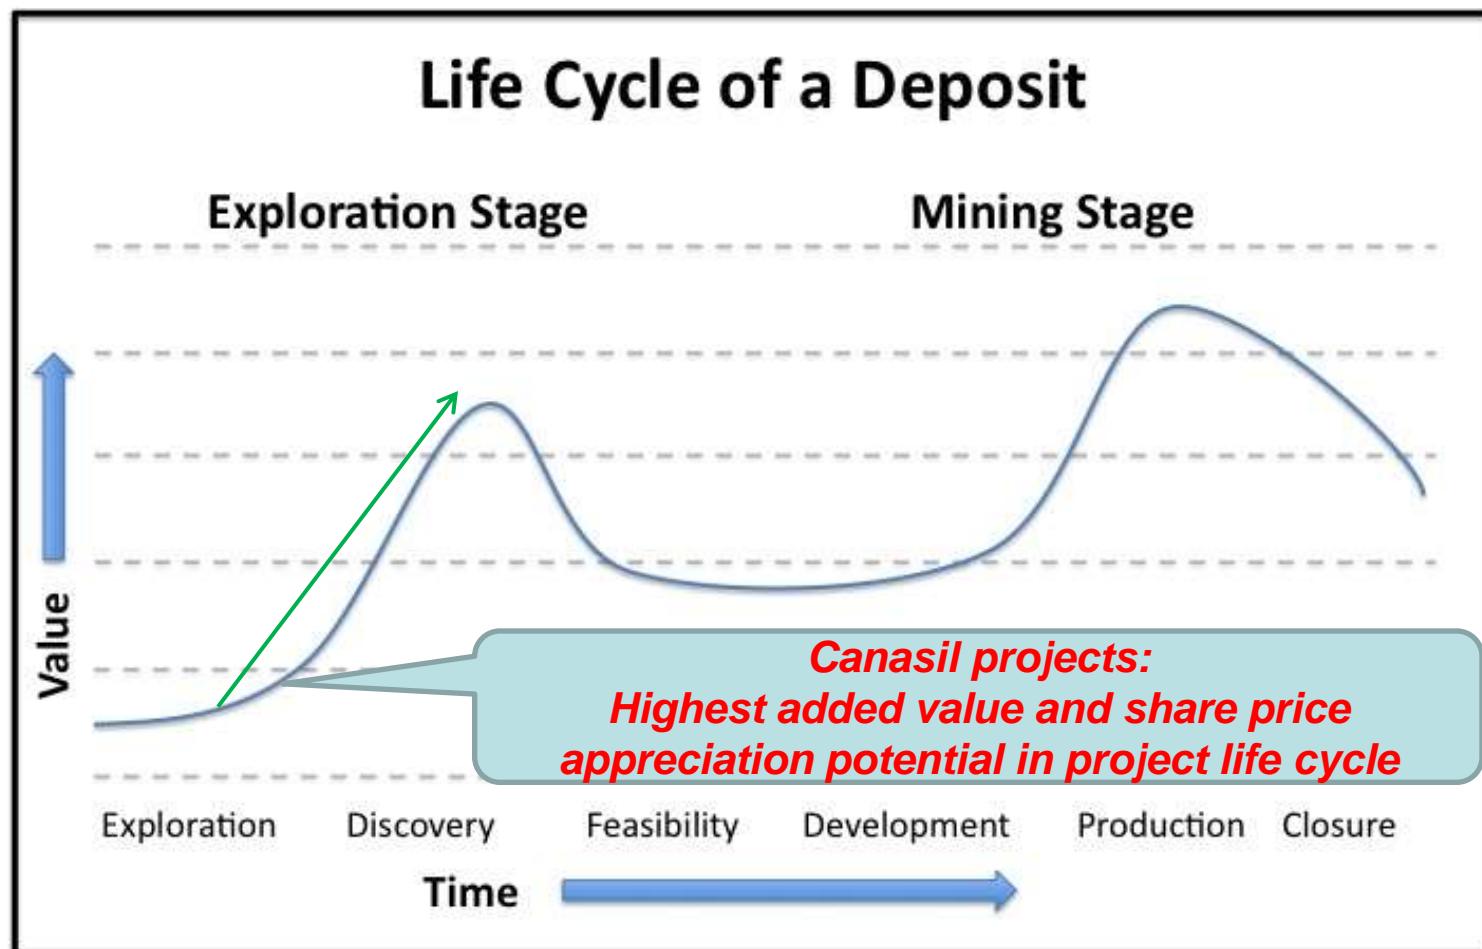 Life Cycle of a Deposit
Exploration Stage
Mining Stage
Value
Canasil projects:
Highest added value and share price
appreciation potential in project life cycle
Exploration
Discovery
Feasibility
Development
Production
Closure
Time